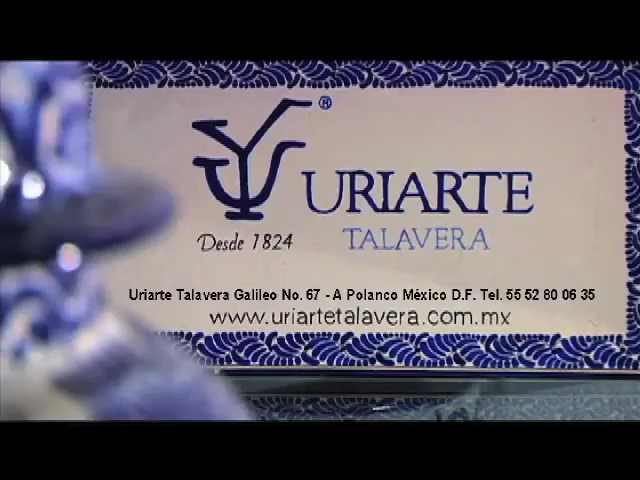 ®
URIARTE
Desde 1824 TALAVERA
Uriarte Talavera Galileo No. 67 - A Polanco México D.F. Tel. 55 52 80 06 35
www.uriartetalavera.com.mx